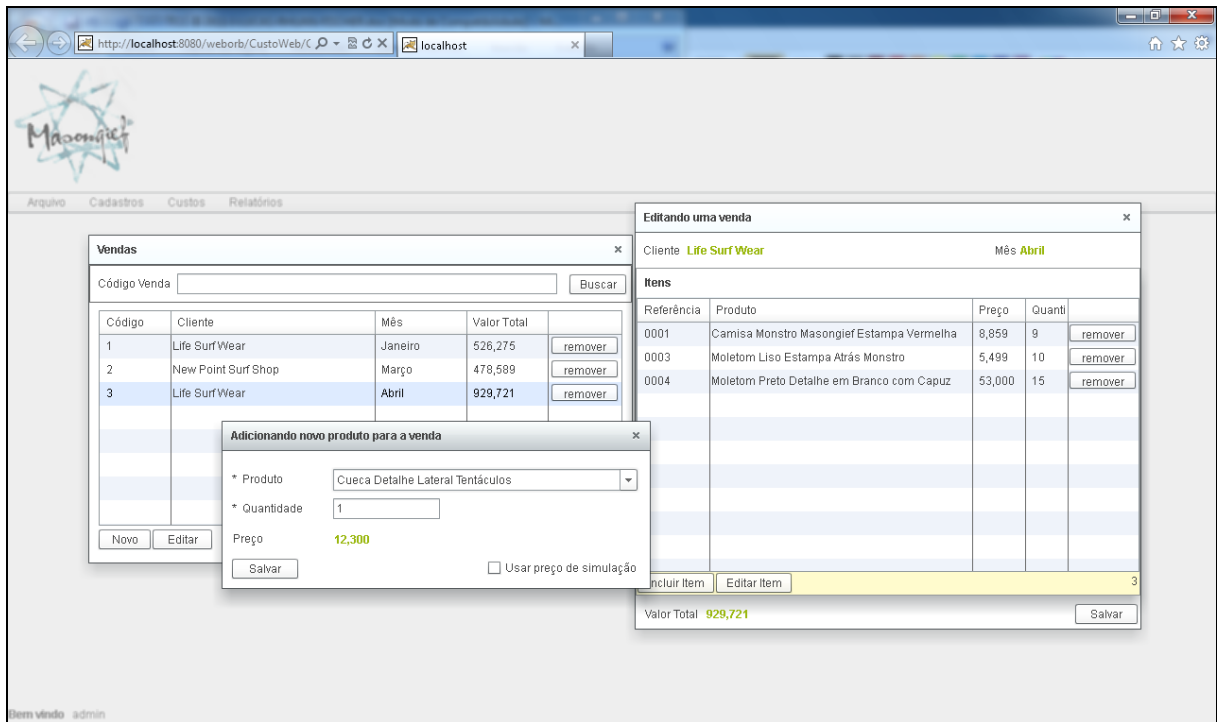 http://localhost:8080/weborb/CustoWeb/C
localhost
Masongief
Arquivo Cadastros Custos Relatórios
Vendas
Código Venda Buscar
Código Cliente Mês Valor Total
1 Life Surf Wear Janeiro 526,275 remover
2 New Point Surf Shop Março 478,589 remover
3 Life Surf Wear Abril 929,721 remover
Novo Editar
Adicionando novo produto para a venda
* Produto Cueca Detalhe Lateral Tentáculos
* Quantidade 1
Preço 12,300
Salvar Usar preço de simulação
Editando uma venda
Cliente Life Surf Wear Mês Abril
Itens
Referência Produto Preço Quanti
0001 Camisa Monstro Masongief Estampa Vermelha 8,859 9 remover
0003 Moletom Liso Estampa Atrás Monstro 5,499 10 remover
0004 Moletom Preto Detalhe em Branco com Capuz 53,000 15 remover
ncluir Item Editar Item 3
Valor Total 929,721 Salvar
Bem vindo admin